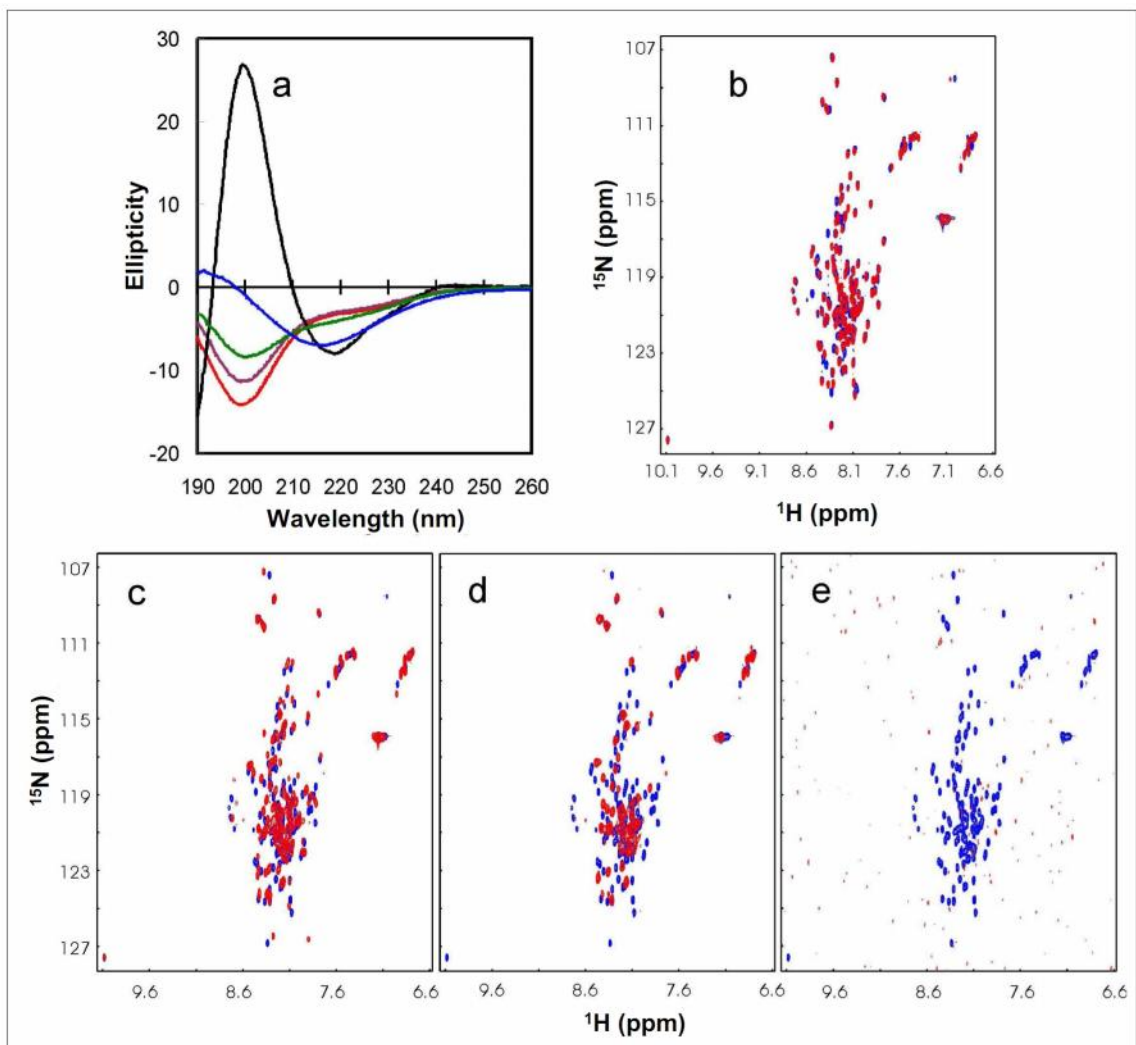 a
30
20
10
0
-10
-20
Ellipticity
190 200 210 220 230 240 250 260
Wavelength (nm)
b
107
111
115
119
123
127
¹⁵N (ppm)
10.1 9.6 9.1 8.6 8.1 7.6 7.1 6.6
¹H (ppm)
c
d
e
107
111
115
119
123
127
¹⁵N (ppm)
9.6 8.6 7.6 6.6 9.6 8.6 7.6 6.6 9.6 8.6 7.6 6.6
¹H (ppm)